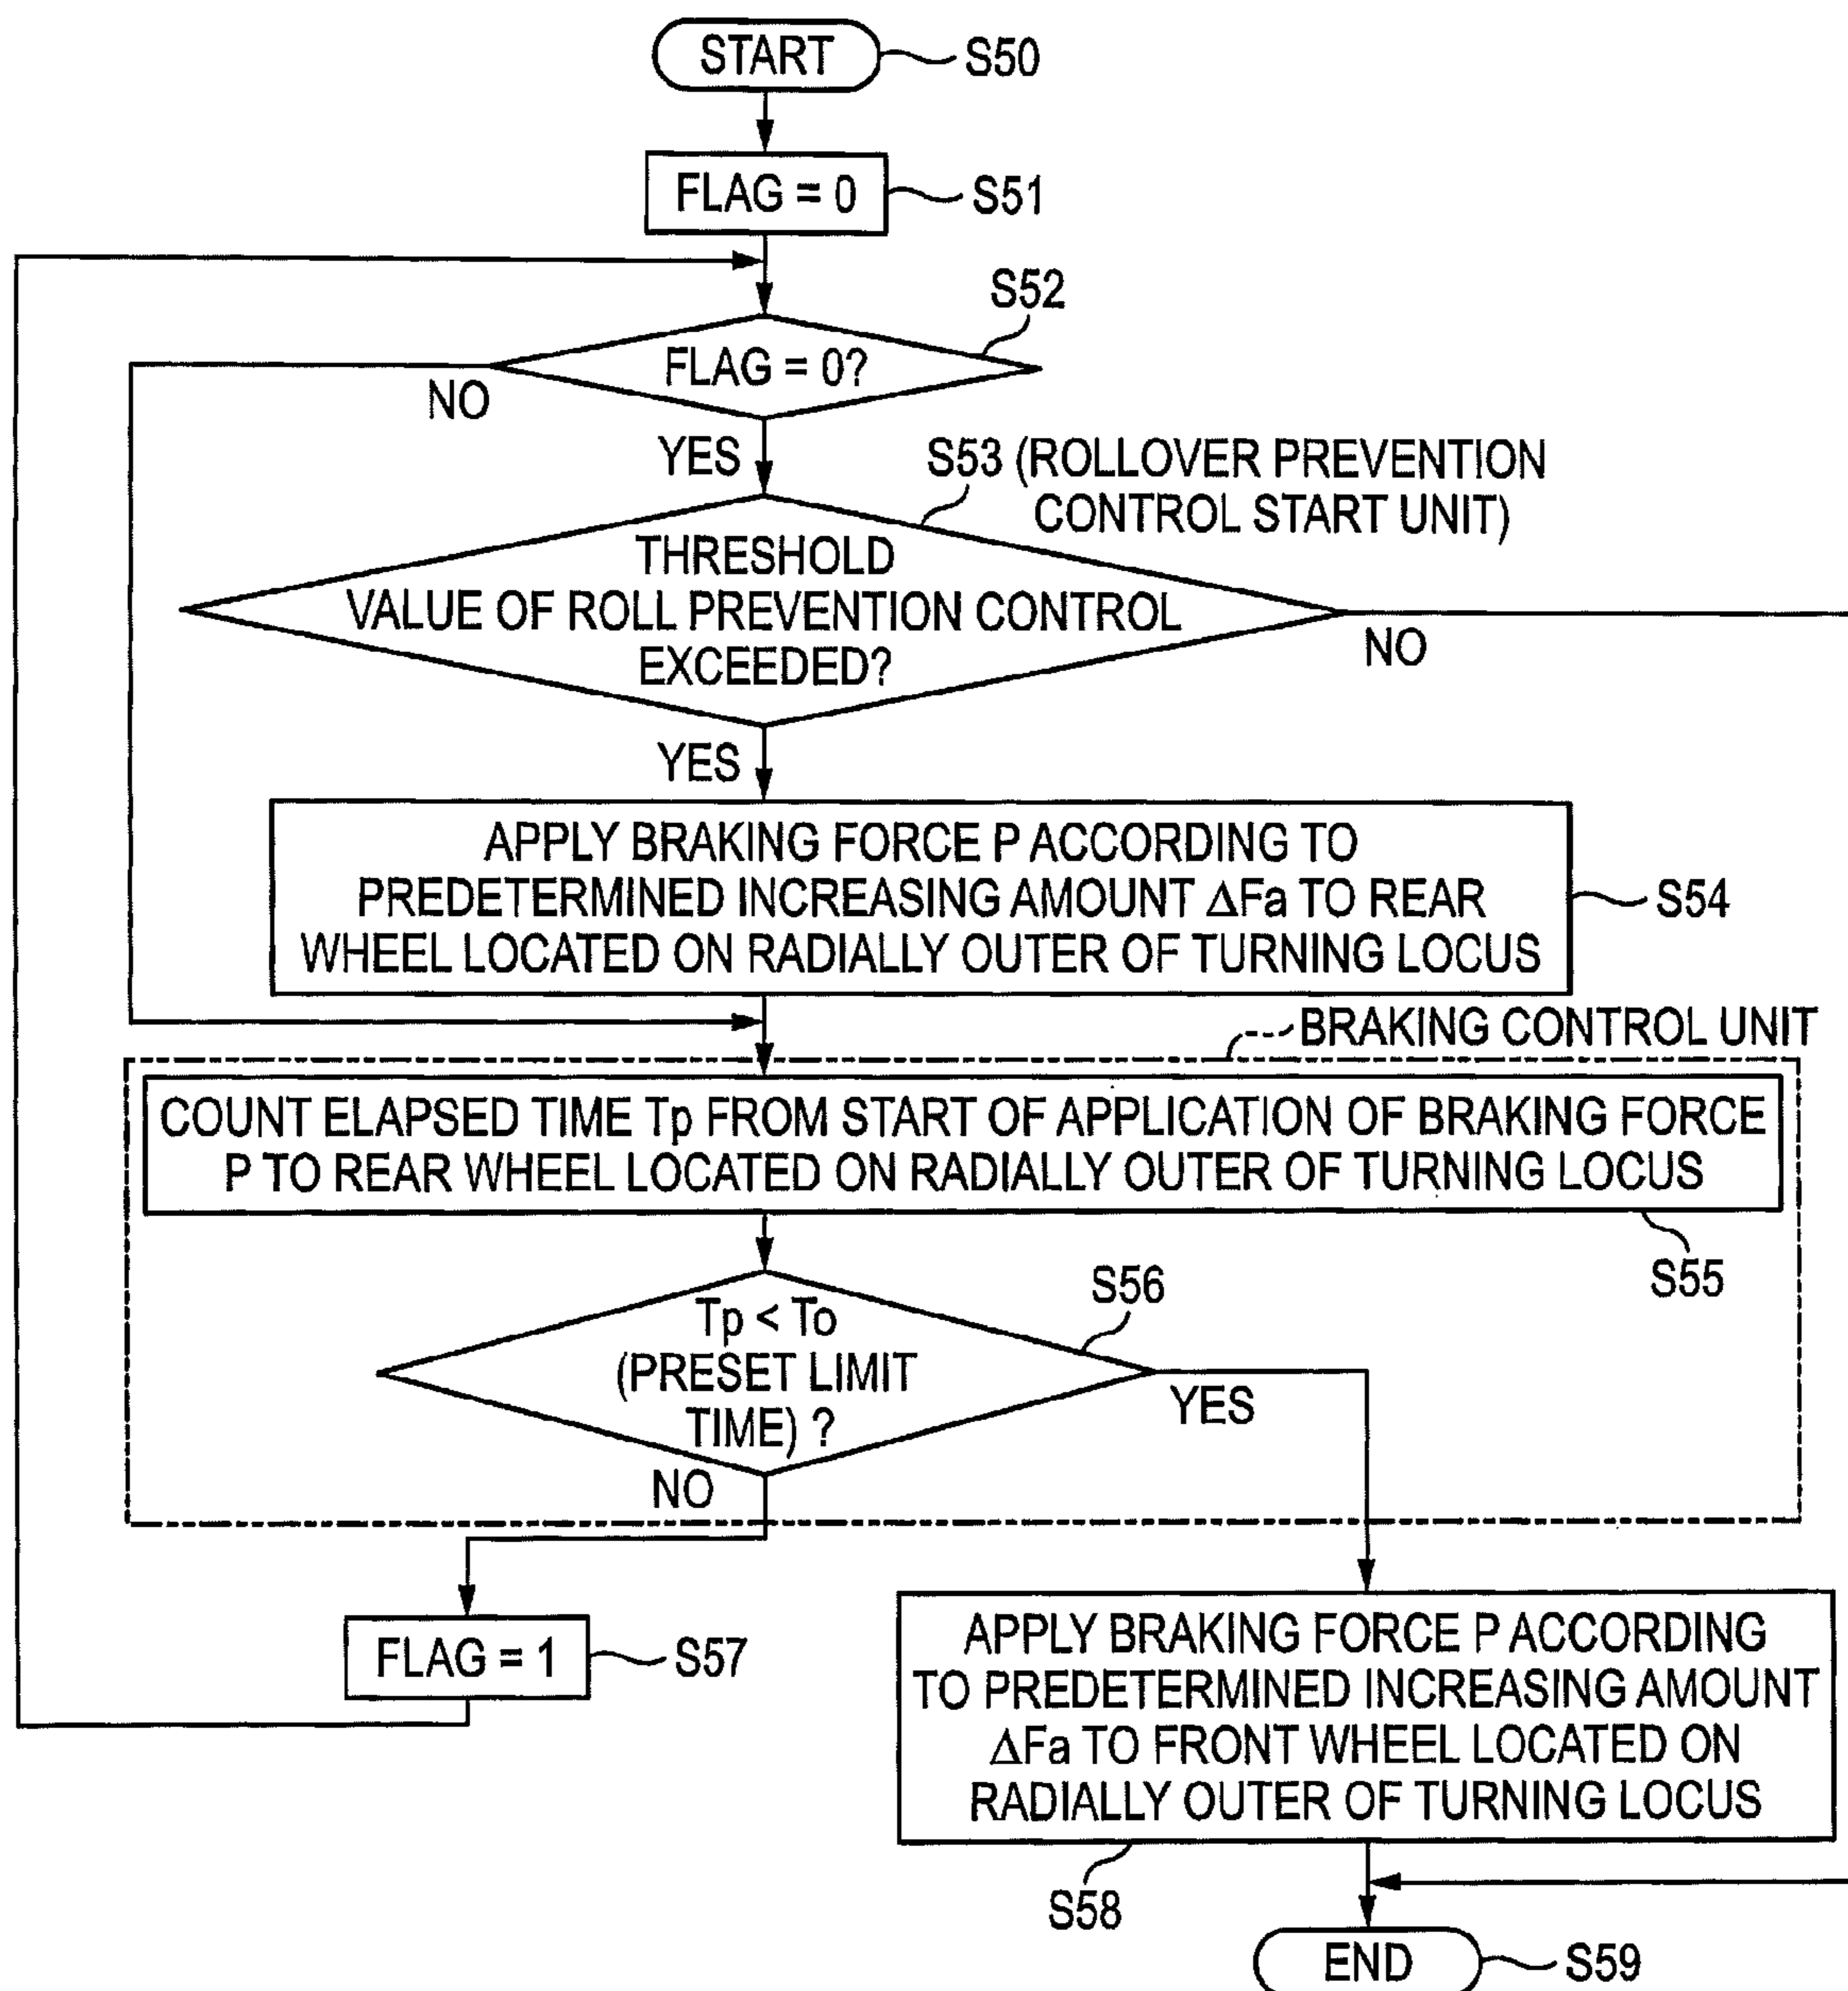 START
S50
FLAG = 0
S51
S52
FLAG = 0?
NO
YES
S53 (ROLLOVER PREVENTION
CONTROL START UNIT)
THRESHOLD
VALUE OF ROLL PREVENTION CONTROL
EXCEEDED?
NO
YES
APPLY BRAKING FORCE P ACCORDING TO
PREDETERMINED INCREASING AMOUNT ΔFa TO REAR
WHEEL LOCATED ON RADIALLY OUTER OF TURNING LOCUS
S54
BRAKING CONTROL UNIT
COUNT ELAPSED TIME Tp FROM START OF APPLICATION OF BRAKING FORCE
P TO REAR WHEEL LOCATED ON RADIALLY OUTER OF TURNING LOCUS
S55
S56
Tp < To
(PRESET LIMIT
TIME) ?
YES
NO
FLAG = 1
S57
APPLY BRAKING FORCE P ACCORDING
TO PREDETERMINED INCREASING AMOUNT
ΔFa TO FRONT WHEEL LOCATED ON
RADIALLY OUTER OF TURNING LOCUS
S58
END
S59